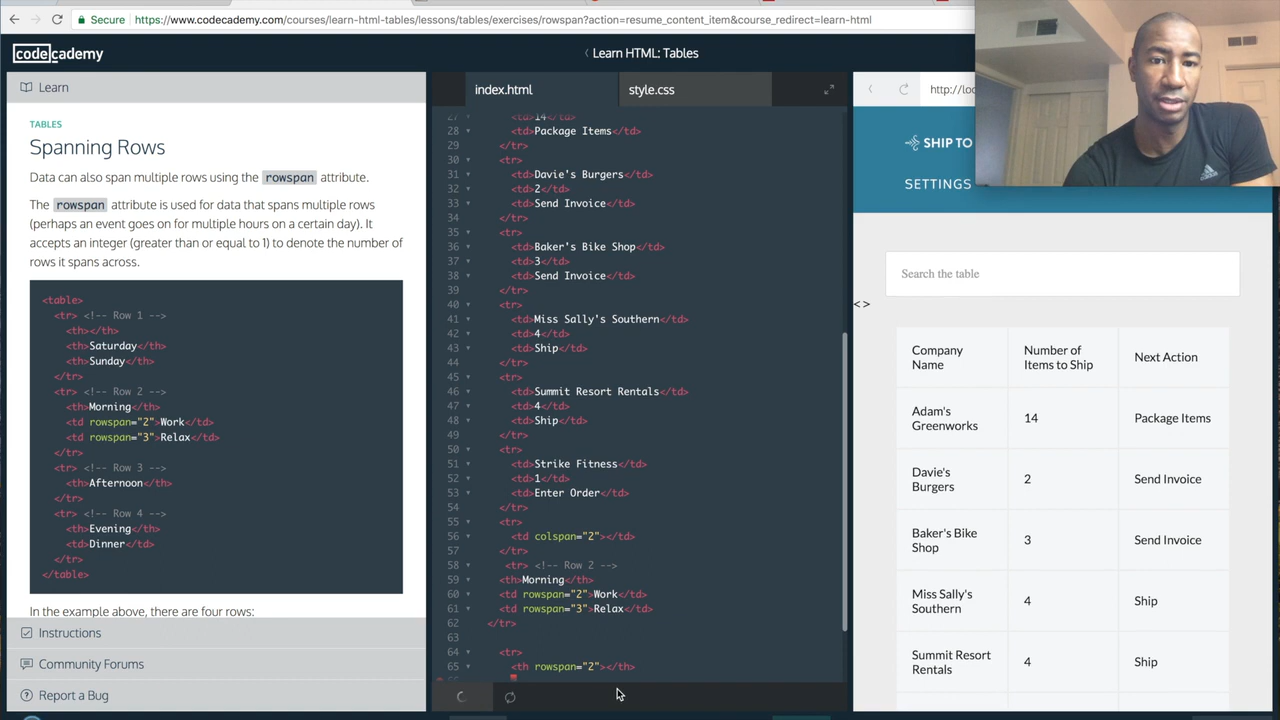 Secure
https://www.codecademy.com/courses/learn-html-tables/lessons/tables/exercises/rowspan?action=resume_content_item&course_redirect=learn-html
codecademy
Learn HTML: Tables
Learn
TABLES
Spanning Rows
Data can also span multiple rows using the rowspan attribute.
The rowspan attribute is used for data that spans multiple rows
(perhaps an event goes on for multiple hours on a certain day). It
accepts an integer (greater than or equal to 1) to denote the number of
rows it spans across.
<table>
<tr> <!-- Row 1 -->
<th></th>
<th>Saturday</th>
<th>Sunday</th>
</tr>
<tr> <!-- Row 2 -->
<th>Morning</th>
<td rowspan="2">Work</td>
<td rowspan="3">Relax</td>
</tr>
<tr> <!-- Row 3 -->
<th>Afternoon</th>
</tr>
<tr> <!-- Row 4 -->
<th>Evening</th>
<td>Dinner</td>
</tr>
</table>
In the example above, there are four rows:
Instructions
Community Forums
Report a Bug
index.html
style.css
27 <td>14</td>
28 <td>Package Items</td>
29 </tr>
30 <tr>
31 <td>Davie's Burgers</td>
32 <td>2</td>
33 <td>Send Invoice</td>
34 </tr>
35 <tr>
36 <td>Baker's Bike Shop</td>
37 <td>3</td>
38 <td>Send Invoice</td>
39 </tr>
40 <tr>
41 <td>Miss Sally's Southern</td>
42 <td>4</td>
43 <td>Ship</td>
44 </tr>
45 <tr>
46 <td>Summit Resort Rentals</td>
47 <td>4</td>
48 <td>Ship</td>
49 </tr>
50 <tr>
51 <td>Strike Fitness</td>
52 <td>1</td>
53 <td>Enter Order</td>
54 </tr>
55 <tr>
56 <td colspan="2"></td>
57 </tr>
58 <tr> <!-- Row 2 -->
59 <th>Morning</th>
60 <td rowspan="2">Work</td>
61 <td rowspan="3">Relax</td>
62 </tr>
63
64 <tr>
65 <th rowspan="2"></th>
http://loc
SHIP TO
SETTINGS
Search the table
<>
Company Name
Number of Items to Ship
Next Action
Adam's Greenworks
14
Package Items
Davie's Burgers
2
Send Invoice
Baker's Bike Shop
3
Send Invoice
Miss Sally's Southern
4
Ship
Summit Resort Rentals
4
Ship